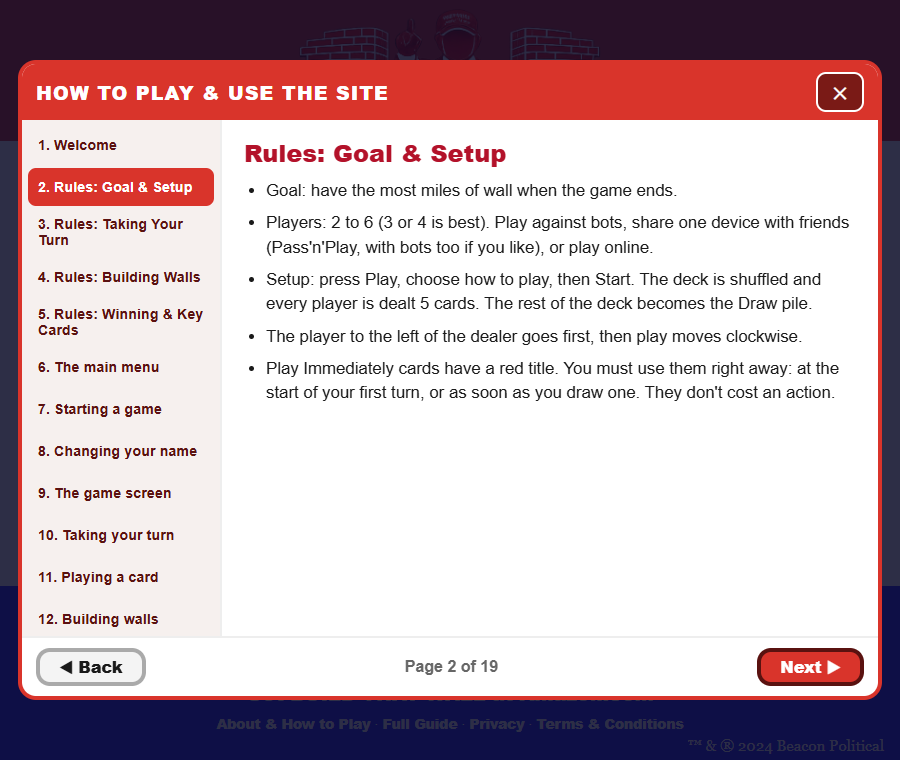 HOW TO PLAY & USE THE SITE
×
1. Welcome
2. Rules: Goal & Setup
3. Rules: Taking Your
Turn
4. Rules: Building Walls
5. Rules: Winning & Key
Cards
6. The main menu
7. Starting a game
8. Changing your name
9. The game screen
10. Taking your turn
11. Playing a card
12. Building walls
Rules: Goal & Setup
• Goal: have the most miles of wall when the game ends.
• Players: 2 to 6 (3 or 4 is best). Play against bots, share one device with friends
(Pass'n'Play, with bots too if you like), or play online.
• Setup: press Play, choose how to play, then Start. The deck is shuffled and
every player is dealt 5 cards. The rest of the deck becomes the Draw pile.
• The player to the left of the dealer goes first, then play moves clockwise.
• Play Immediately cards have a red title. You must use them right away: at the
start of your first turn, or as soon as you draw one. They don't cost an action.
◀ Back
Page 2 of 19
Next ▶
About & How to Play · Full Guide · Privacy · Terms & Conditions
™ & ® 2024 Beacon Political